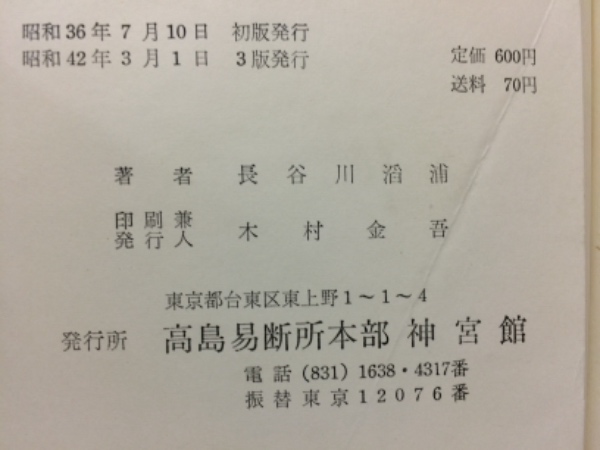 昭和36年7月10日 初版発行
昭和42年3月1日 3版発行
定価 600円
送料 70円
著者 長谷川滔浦
印刷兼発行人 木村金吾
東京都台東区東上野1~1~4
発行所 高島易断所本部 神宮館
電話 (831) 1638・4317番
振替東京12076番